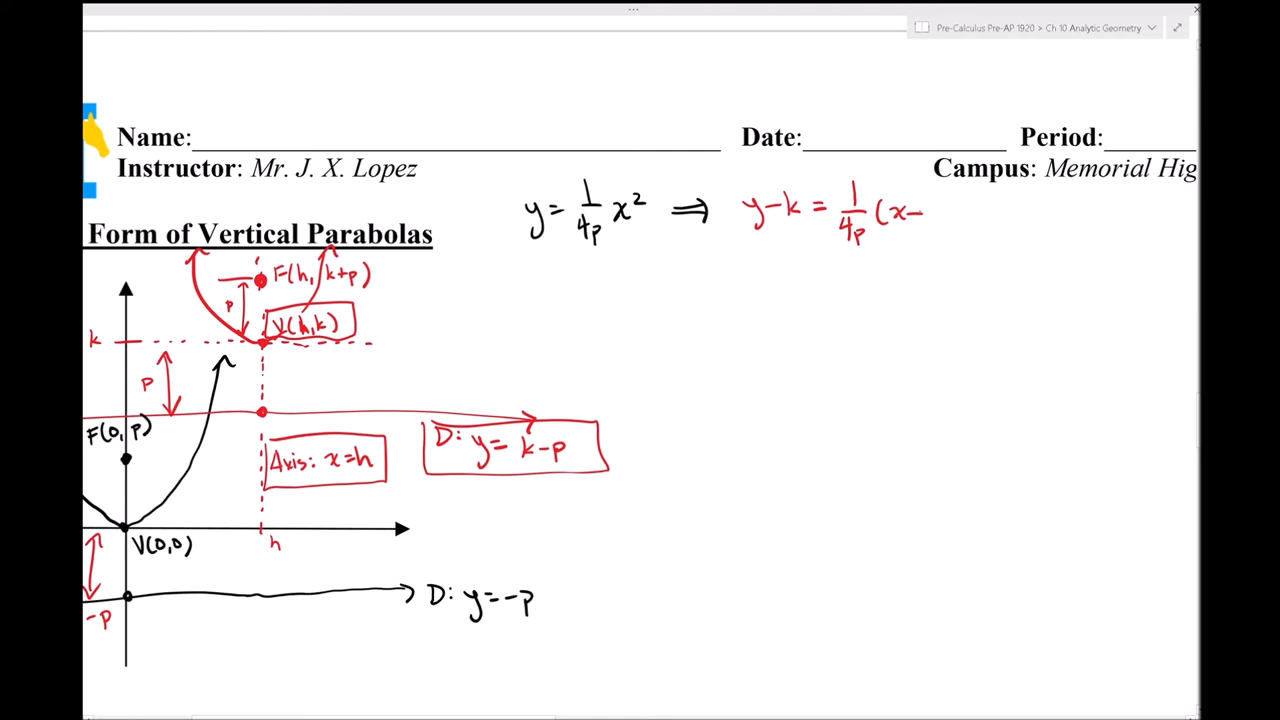 Pre-Calculus Pre-AP 1920 > Ch 10 Analytic Geometry
Name:
Date:
Period:
Instructor: Mr. J. X. Lopez
Campus: Memorial Hig
y = 1/4p x² ⟹ y-k = 1/4p (x-
Form of Vertical Parabolas
F(h, k+p)
p
V(h,k)
k
p
F(0, p)
D: y = k-p
Axis: x=h
V(0,0)
h
D: y=-p
-p